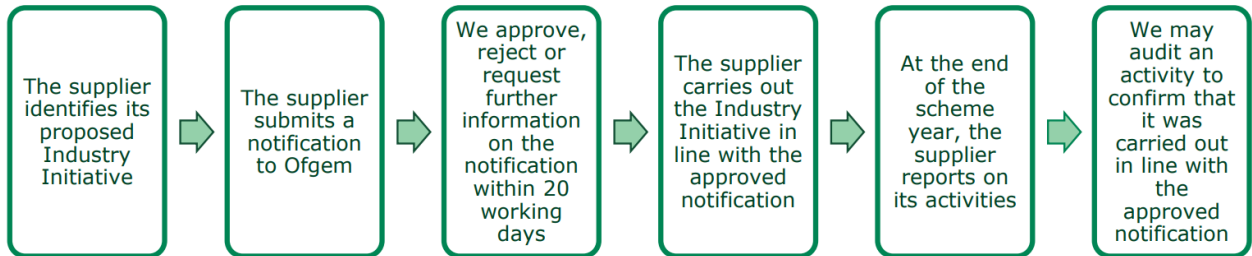 The supplier
identifies its
proposed
Industry
Initiative
The supplier
submits a
notification
to Ofgem
We approve,
reject or
request
further
information
on the
notification
within 20
working
days
The supplier
carries out
the Industry
Initiative in
line with the
approved
notification
At the end
of the
scheme
year, the
supplier
reports on
its activities
We may
audit an
activity to
confirm that
it was
carried out
in line with
the
approved
notification